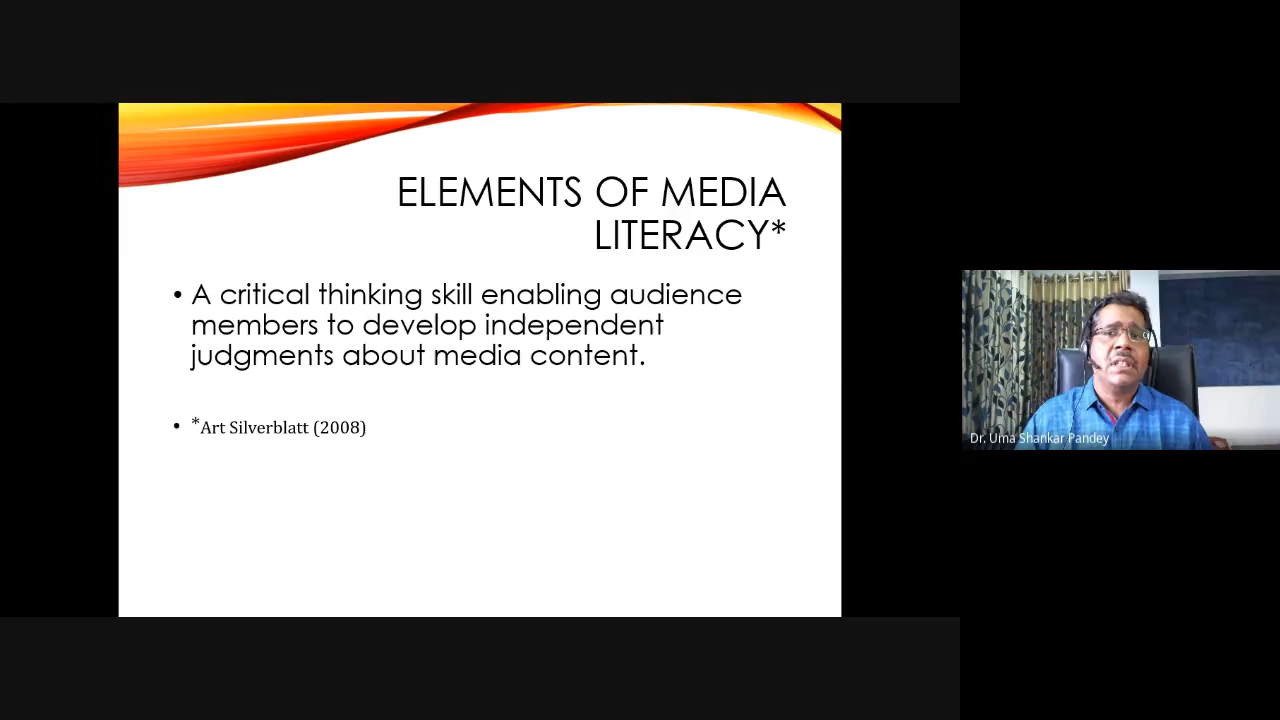 ELEMENTS OF MEDIA
LITERACY*
• A critical thinking skill enabling audience
members to develop independent
judgments about media content.
• *Art Silverblatt (2008)
Dr. Uma Shankar Pandey